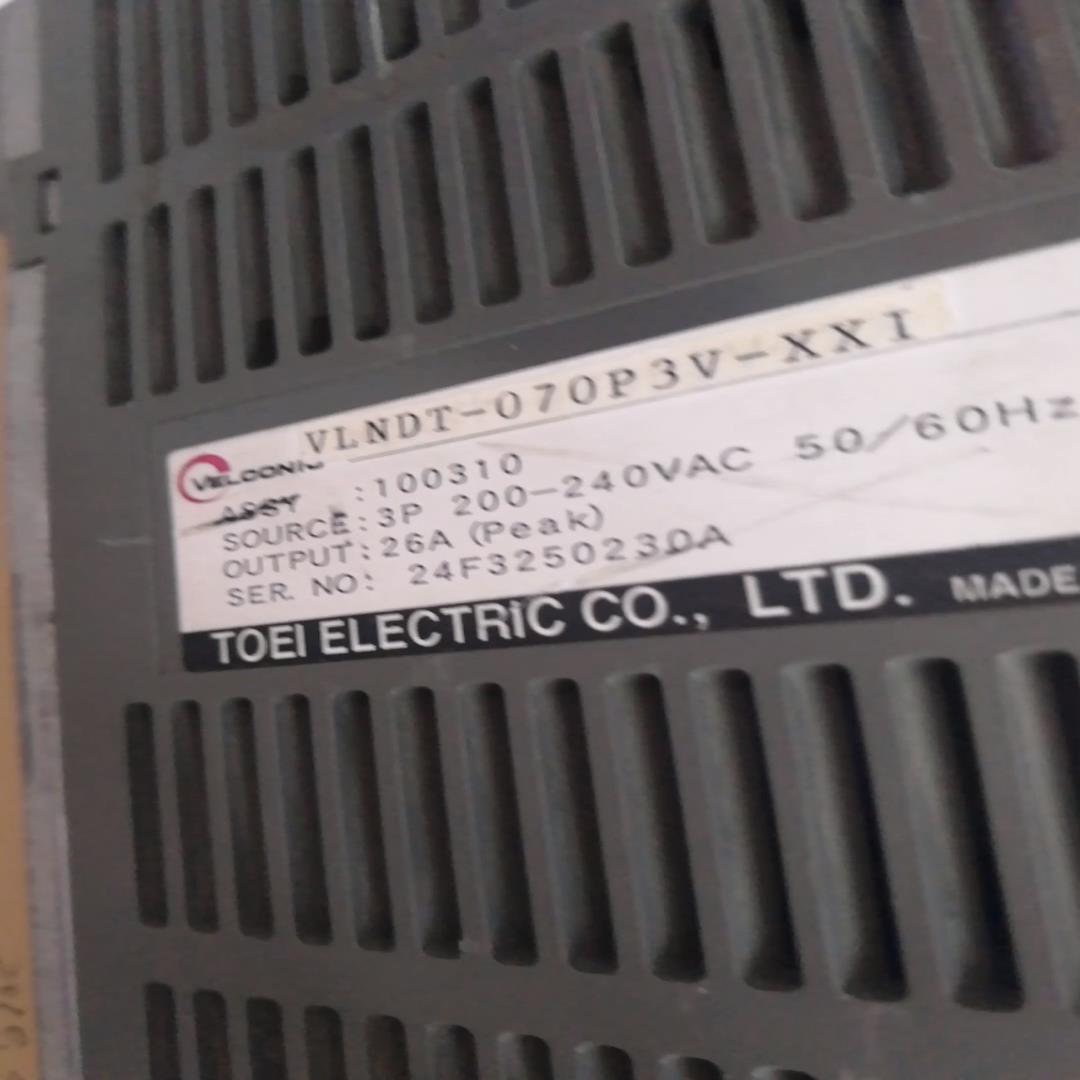 VLNDT-070P3V-XXI
VELCONIC
ASSY :100310
SOURCE:3P 200-240VAC 50/60Hz
OUTPUT:26A (Peak)
SER. NO: 24F3250230A
TOEI ELECTRIC CO., LTD. MADE